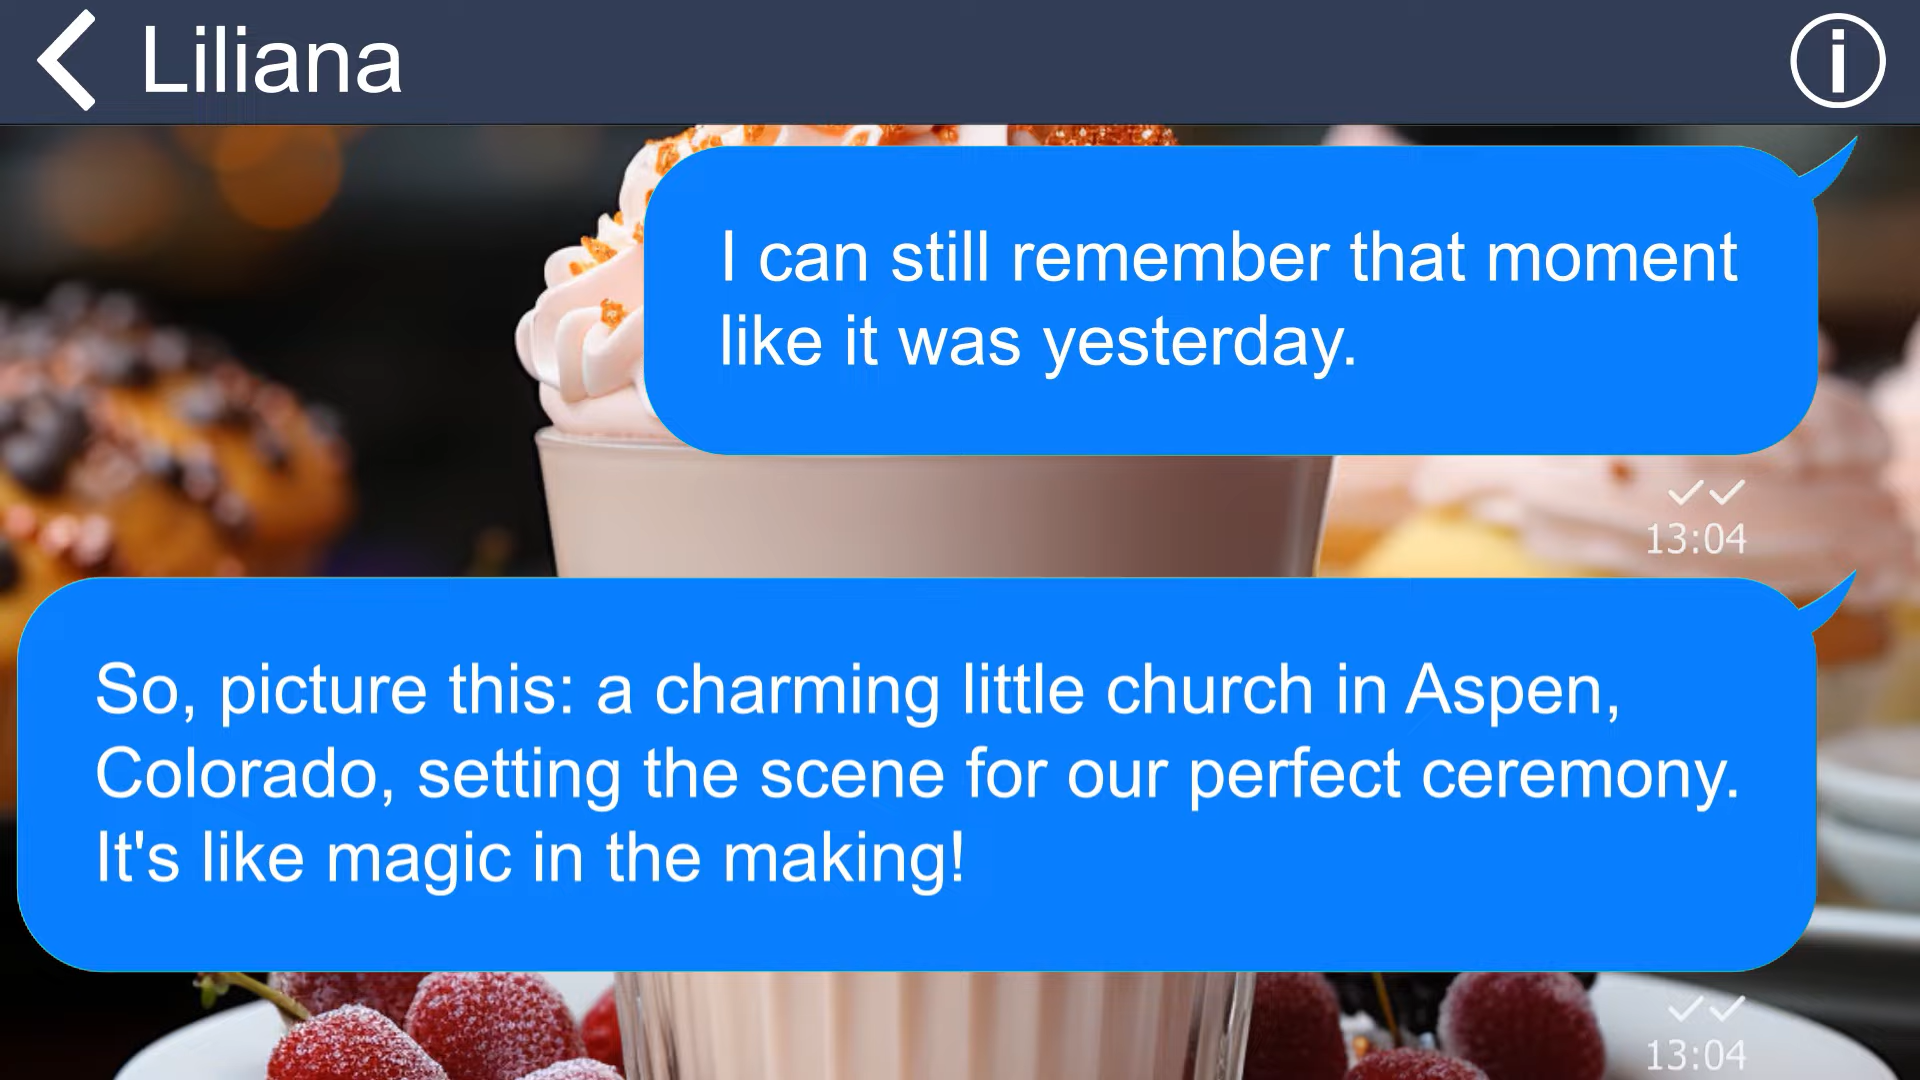 Liliana
I can still remember that moment
like it was yesterday.
13:04
So, picture this: a charming little church in Aspen,
Colorado, setting the scene for our perfect ceremony.
It's like magic in the making!
13:04